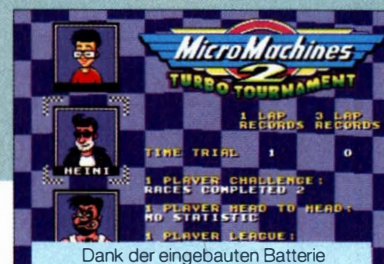 MicroMachines
2
TURBO TOURNAMENT
1 LAP 3 LAP
RECORDS RECORDS
TIME TRIAL 1 0
HEINI
1 PLAYER CHALLENGE:
RACES COMPLETED 2
1 PLAYER HEAD TO HEAD:
NO STATISTIC
1 PLAYER LEAGUE:
Dank der eingebauten Batterie